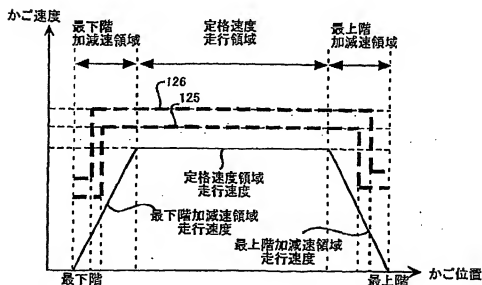 かご速度
最下階
加減速領域
定格速度
走行領域
最上階
加減速領域
126
125
定格速度領域
走行速度
最下階加減速領域
走行速度
最上階加減速領域
走行速度
最下階
最上階
かご位置